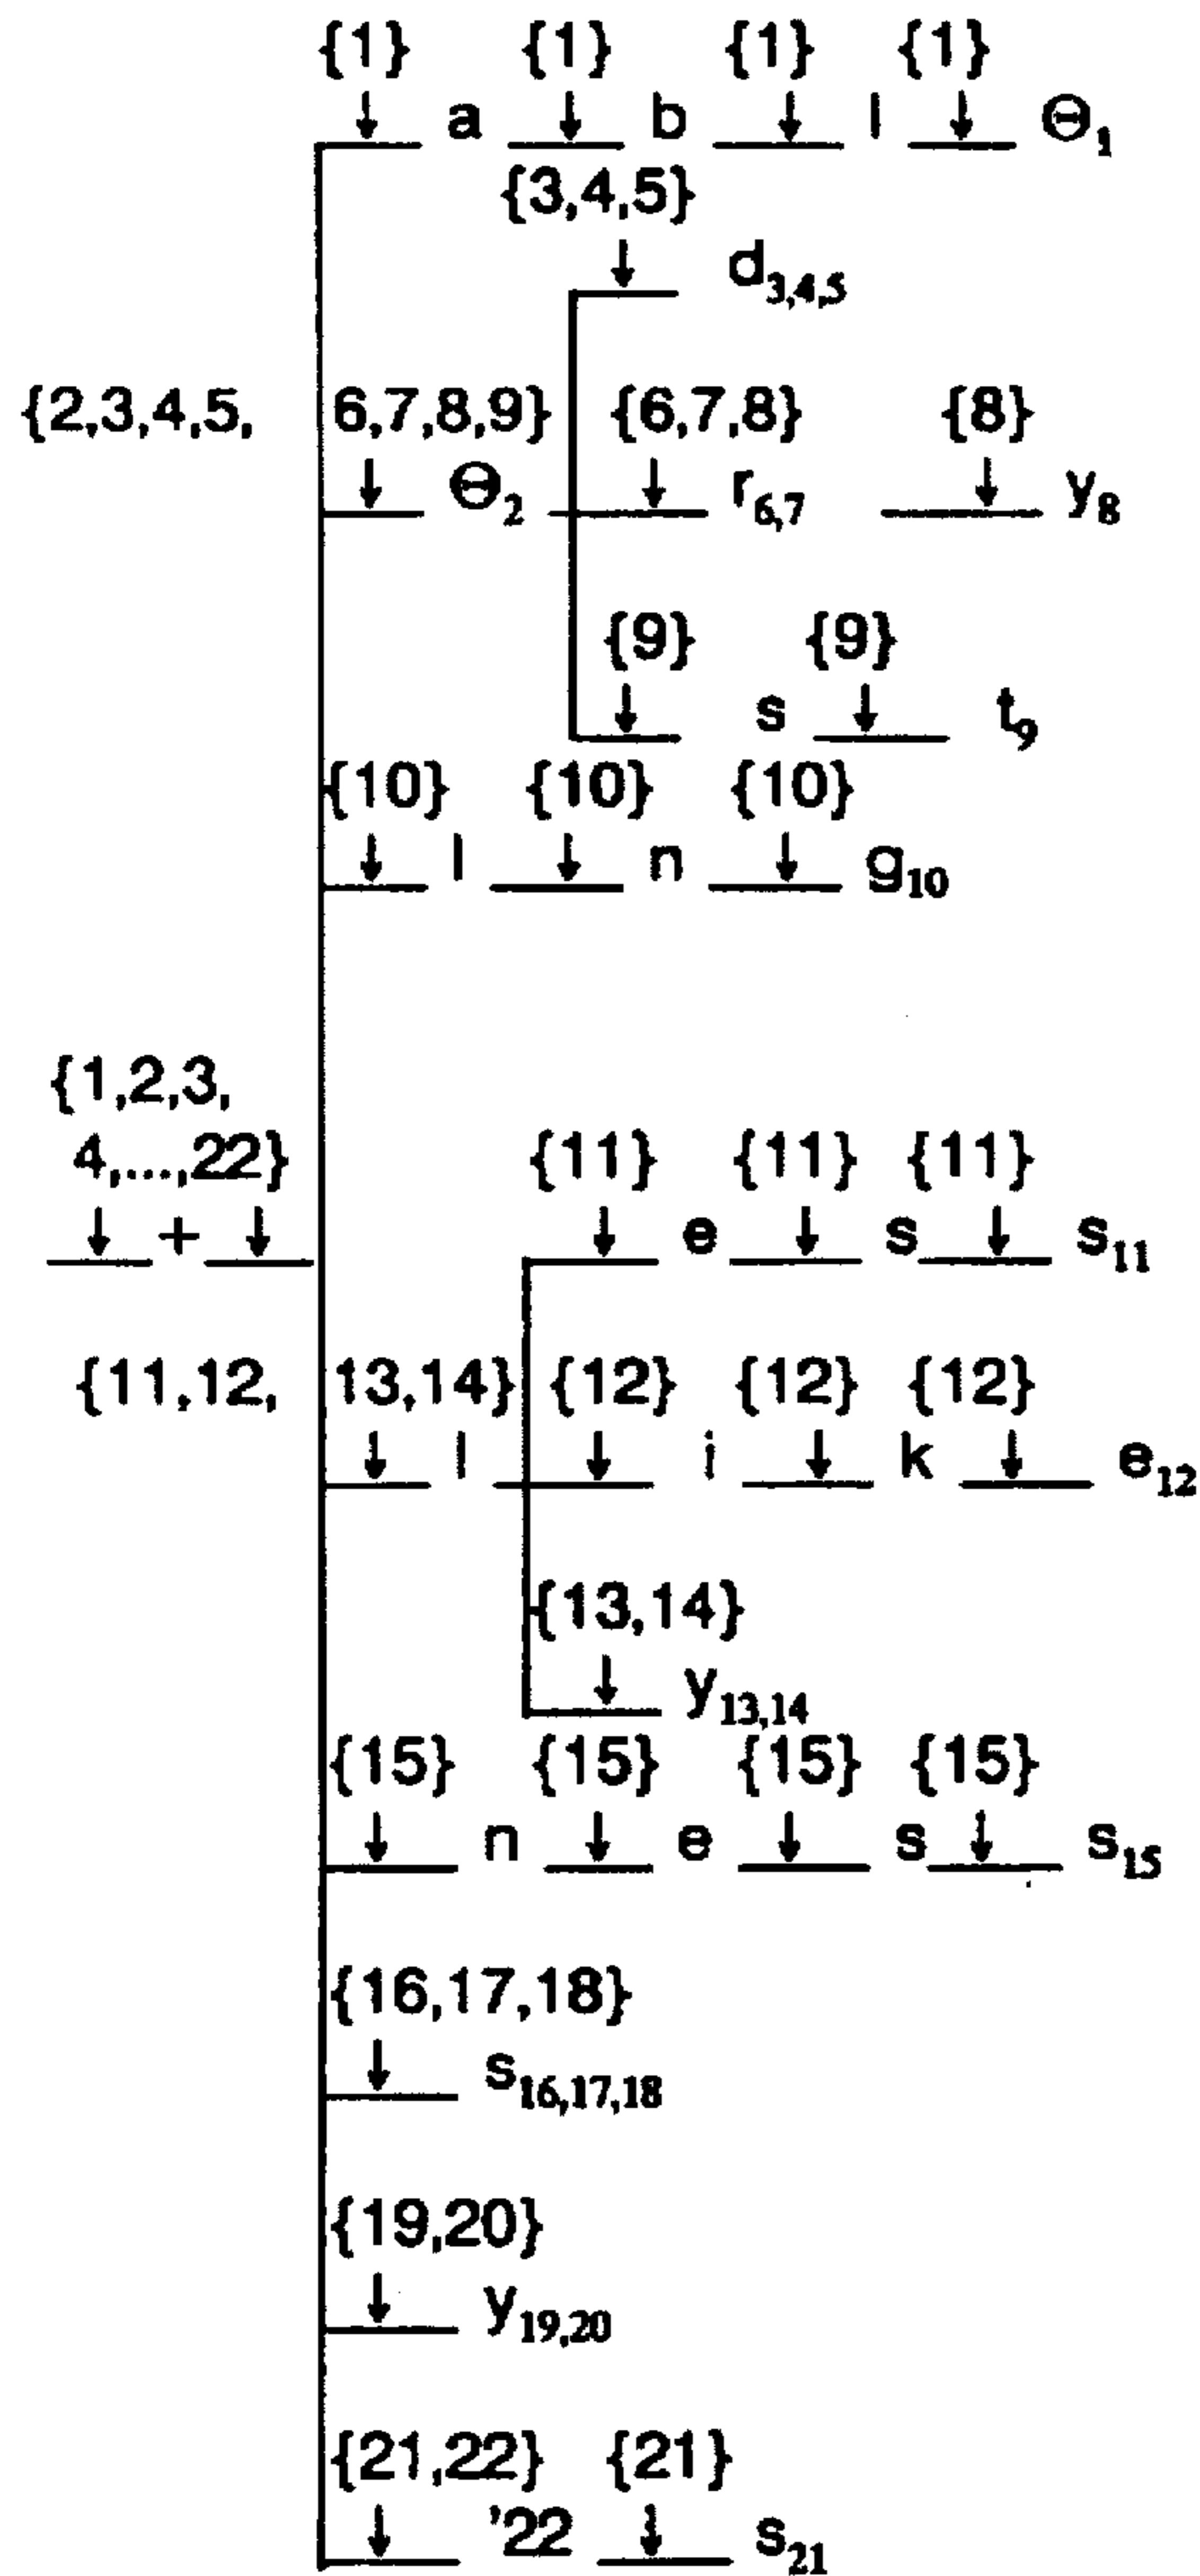 {1} {1} {1} {1}
↓ a ↓ b ↓ l ↓ Θ₁
{3,4,5}
↓ d₃,₄,₅
{2,3,4,5, 6,7,8,9} {6,7,8} {8}
↓ Θ₂ ↓ r₆,₇ ↓ y₈
{9} {9}
↓ s ↓ t₉
{10} {10} {10}
↓ l ↓ n ↓ g₁₀
{1,2,3,
4,...,22}
↓ + ↓
{11} {11} {11}
↓ e ↓ s ↓ s₁₁
{11,12, 13,14} {12} {12} {12}
↓ l ↓ i ↓ k ↓ e₁₂
{13,14}
↓ y₁₃,₁₄
{15} {15} {15} {15}
↓ n ↓ e ↓ s ↓ s₁₅
{16,17,18}
↓ s₁₆,₁₇,₁₈
{19,20}
↓ y₁₉,₂₀
{21,22} {21}
↓ '22 ↓ s₂₁